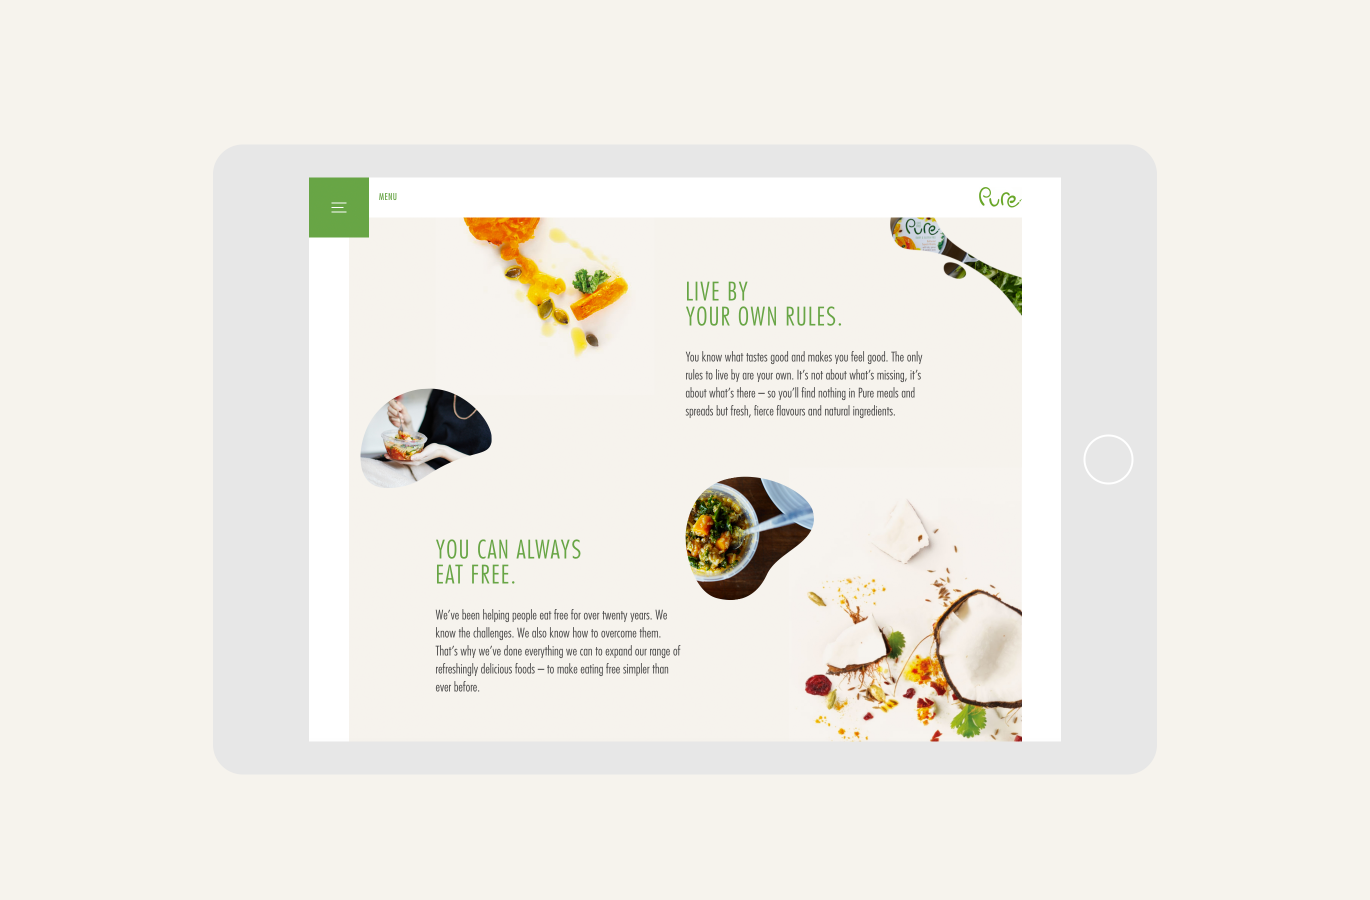 MENU
Pure
Pure
LIVE BY
YOUR OWN RULES.
You know what tastes good and makes you feel good. The only
rules to live by are your own. It's not about what's missing, it's
about what's there – so you'll find nothing in Pure meals and
spreads but fresh, fierce flavours and natural ingredients.
YOU CAN ALWAYS
EAT FREE.
We've been helping people eat free for over twenty years. We
know the challenges. We also know how to overcome them.
That's why we've done everything we can to expand our range of
refreshingly delicious foods – to make eating free simpler than
ever before.